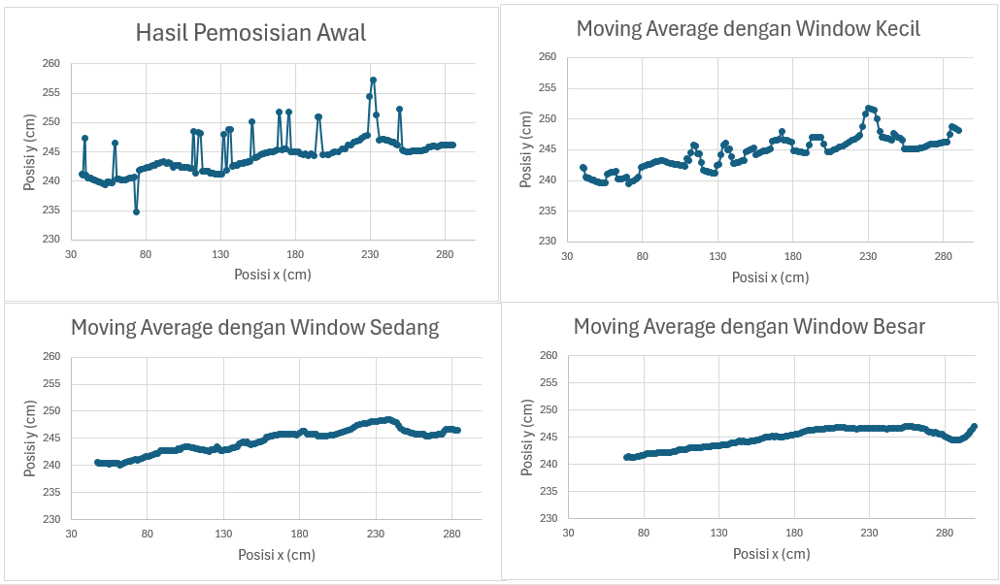 Hasil Pemosisian Awal
260
255
250
245
240
235
230
Posisi y (cm)
30 80 130 180 230 280
Posisi x (cm)
Moving Average dengan Window Kecil
260
255
250
245
240
235
230
Posisi y (cm)
30 80 130 180 230 280
Posisi x (cm)
Moving Average dengan Window Sedang
260
255
250
245
240
235
230
Posisi y (cm)
30 80 130 180 230 280
Posisi x (cm)
Moving Average dengan Window Besar
260
255
250
245
240
235
230
Posisi y (cm)
30 80 130 180 230 280
Posisi x (cm)